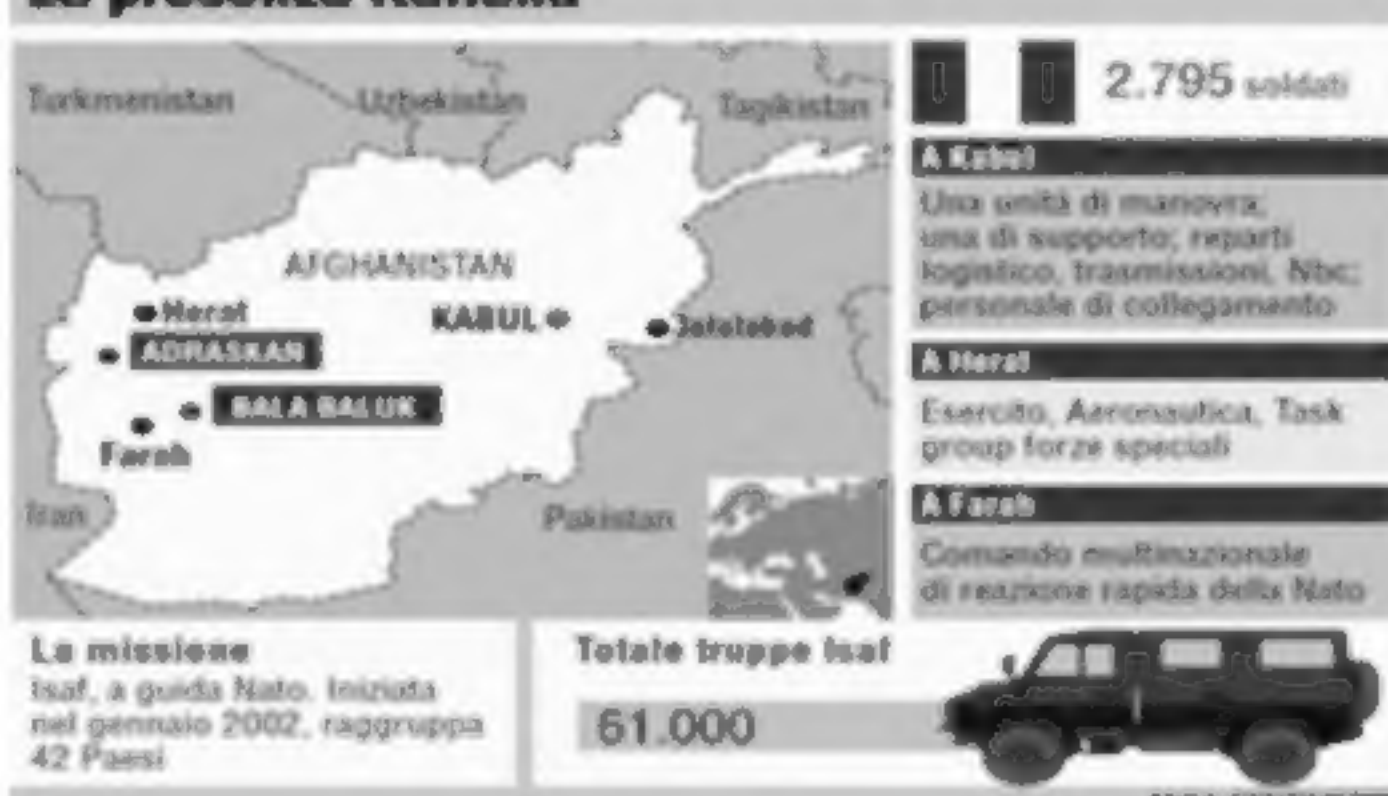 La presenza italiana
Turkmenistan
Uzbekistan
Tagikistan
AFGHANISTAN
Herat
KABUL
Jalalabad
ADRASKAN
BALA BALUK
Farah
Iran
Pakistan
2.795 soldati
A Kabul
Una unità di manovra;
una di supporto; reparti
logistico, trasmissioni, Nbc;
personale di collegamento
A Herat
Esercito, Aeronautica, Task
group forze speciali
A Farah
Comando multinazionale
di reazione rapida della Nato
La missione
Isaf, a guida Nato. Iniziata
nel gennaio 2002, raggruppa
42 Paesi
Totale truppe Isaf
61.000